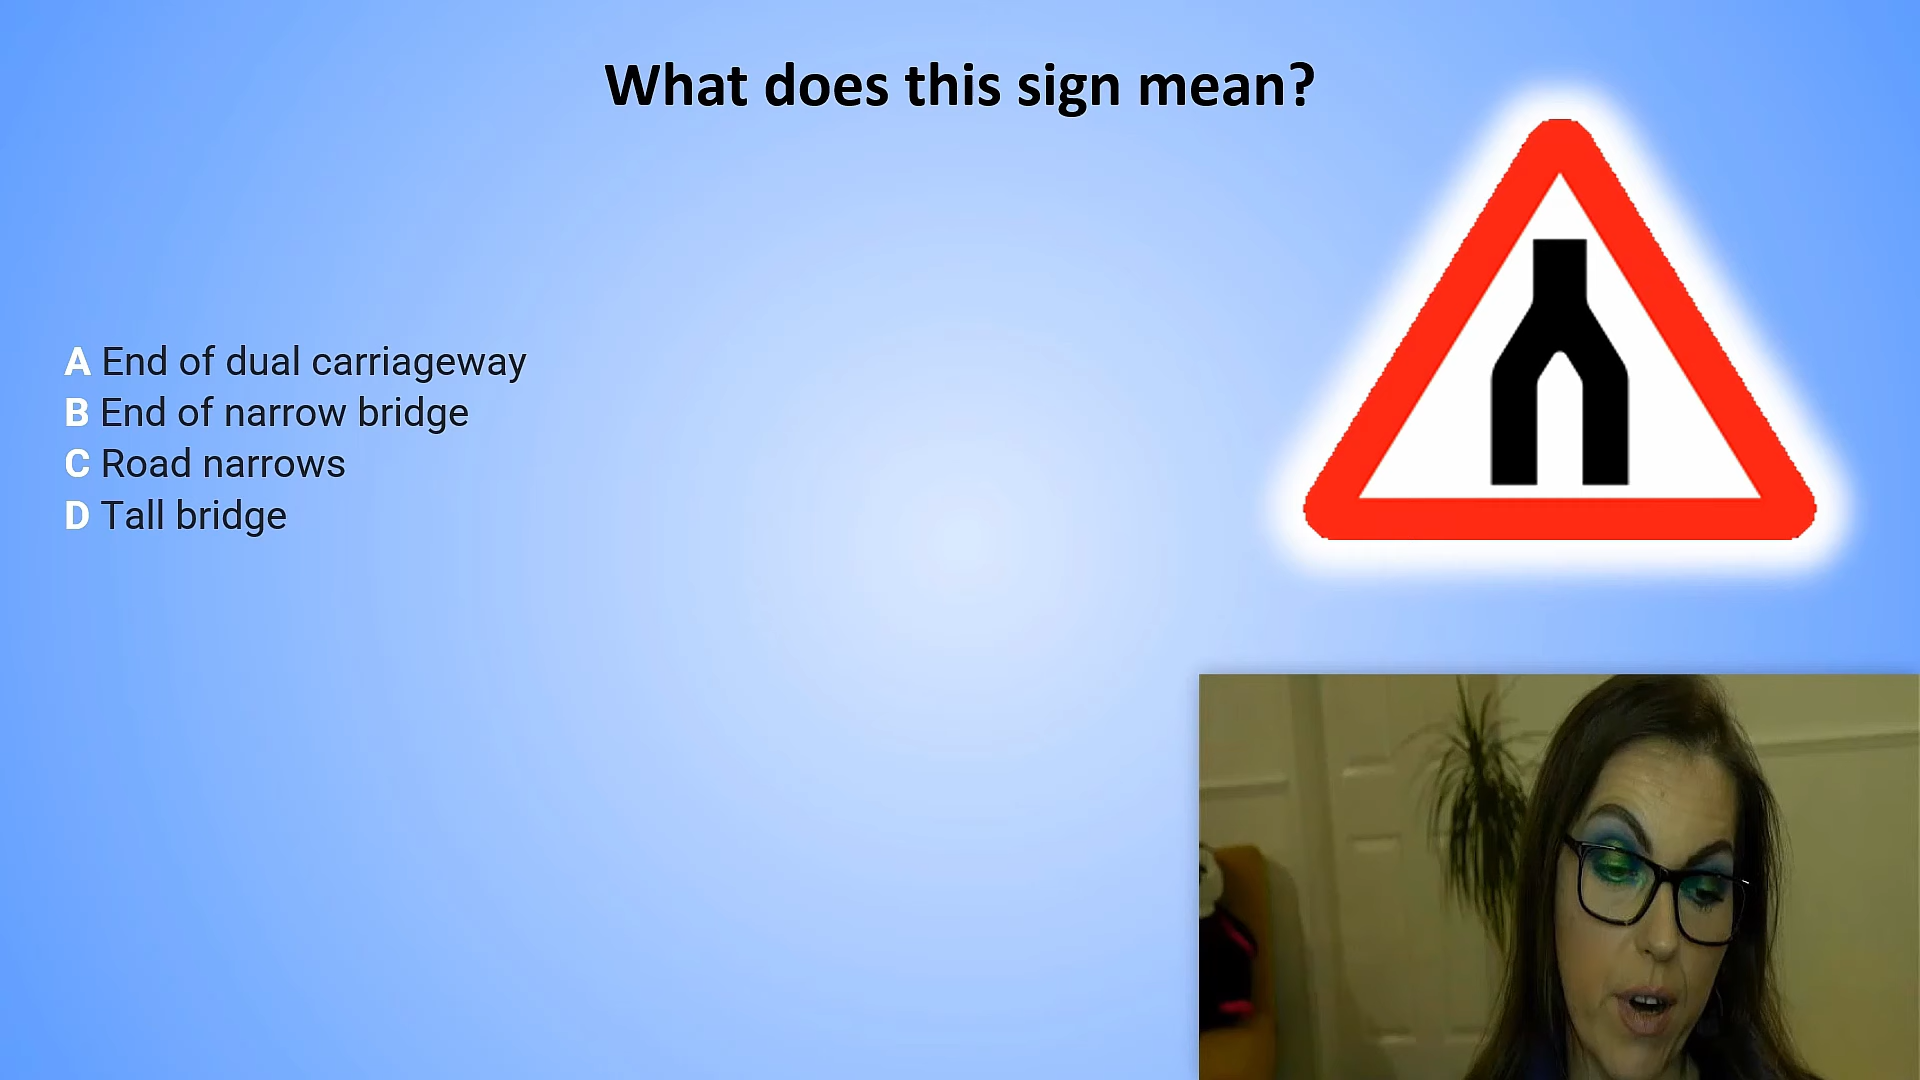 What does this sign mean?
A End of dual carriageway
B End of narrow bridge
C Road narrows
D Tall bridge